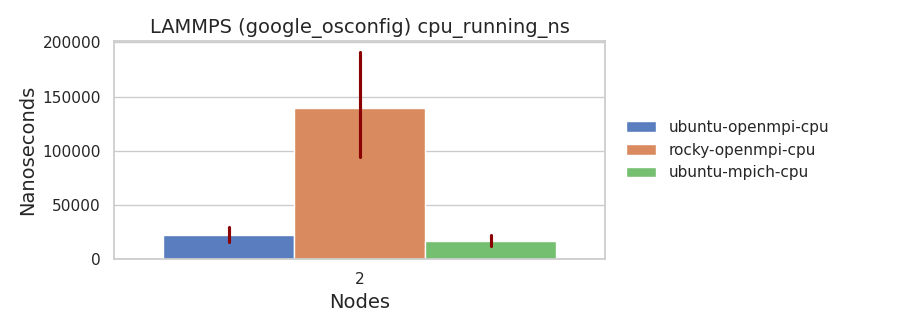 LAMMPS (google_osconfig) cpu_running_ns
Nanoseconds
200000
150000
100000
50000
0
2
Nodes
ubuntu-openmpi-cpu
rocky-openmpi-cpu
ubuntu-mpich-cpu